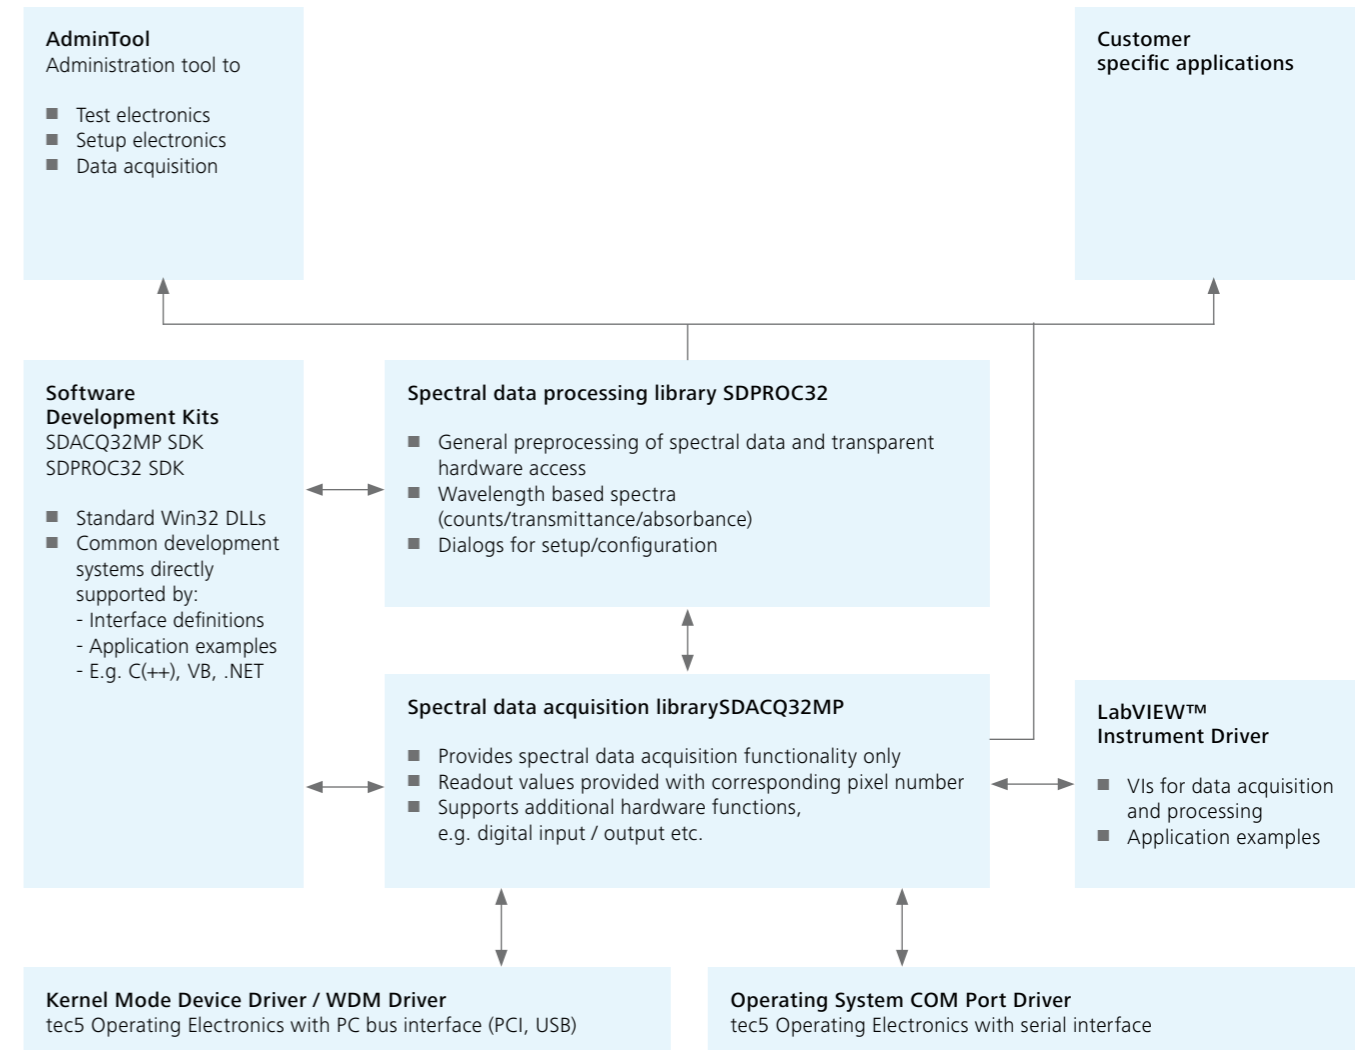 AdminTool
Administration tool to
■ Test electronics
■ Setup electronics
■ Data acquisition
Customer
specific applications
Software
Development Kits
SDACQ32MP SDK
SDPROC32 SDK
■ Standard Win32 DLLs
■ Common development
systems directly
supported by:
- Interface definitions
- Application examples
- E.g. C(++), VB, .NET
Spectral data processing library SDPROC32
■ General preprocessing of spectral data and transparent
hardware access
■ Wavelength based spectra
(counts/transmittance/absorbance)
■ Dialogs for setup/configuration
Spectral data acquisition librarySDACQ32MP
■ Provides spectral data acquisition functionality only
■ Readout values provided with corresponding pixel number
■ Supports additional hardware functions,
e.g. digital input / output etc.
LabVIEW™
Instrument Driver
■ VIs for data acquisition
and processing
■ Application examples
Kernel Mode Device Driver / WDM Driver
tec5 Operating Electronics with PC bus interface (PCI, USB)
Operating System COM Port Driver
tec5 Operating Electronics with serial interface